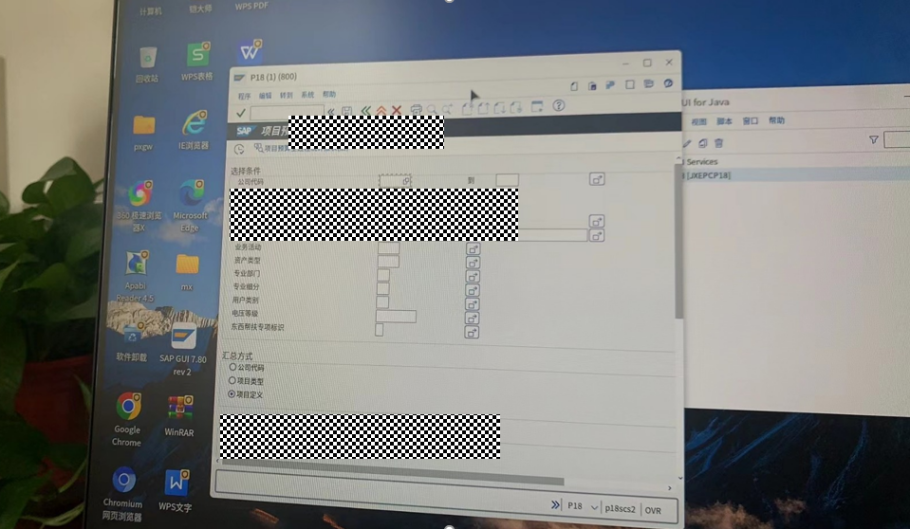 计算机
WPS PDF
回收站
WPS表格
pxgw
IE浏览器
360 极速浏览
器X
Microsoft
Edge
Apabi
Reader 4.5
mx
软件卸载
SAP GUI 7.80
rev 2
Google
Chrome
WinRAR
Chromium
网页浏览器
WPS文字
P18 (1) (800)
程序 编辑 转到 系统 帮助
SAP 项目预
选择条件
公司代码
到
业务活动
资产类型
专业部门
专业细分
用户类别
电压等级
东西帮扶专项标识
汇总方式
公司代码
项目类型
项目定义
P18
p18scs2
OVR
UI for Java
视图 脚本 窗口 帮助
Services
[JXEPCP18]